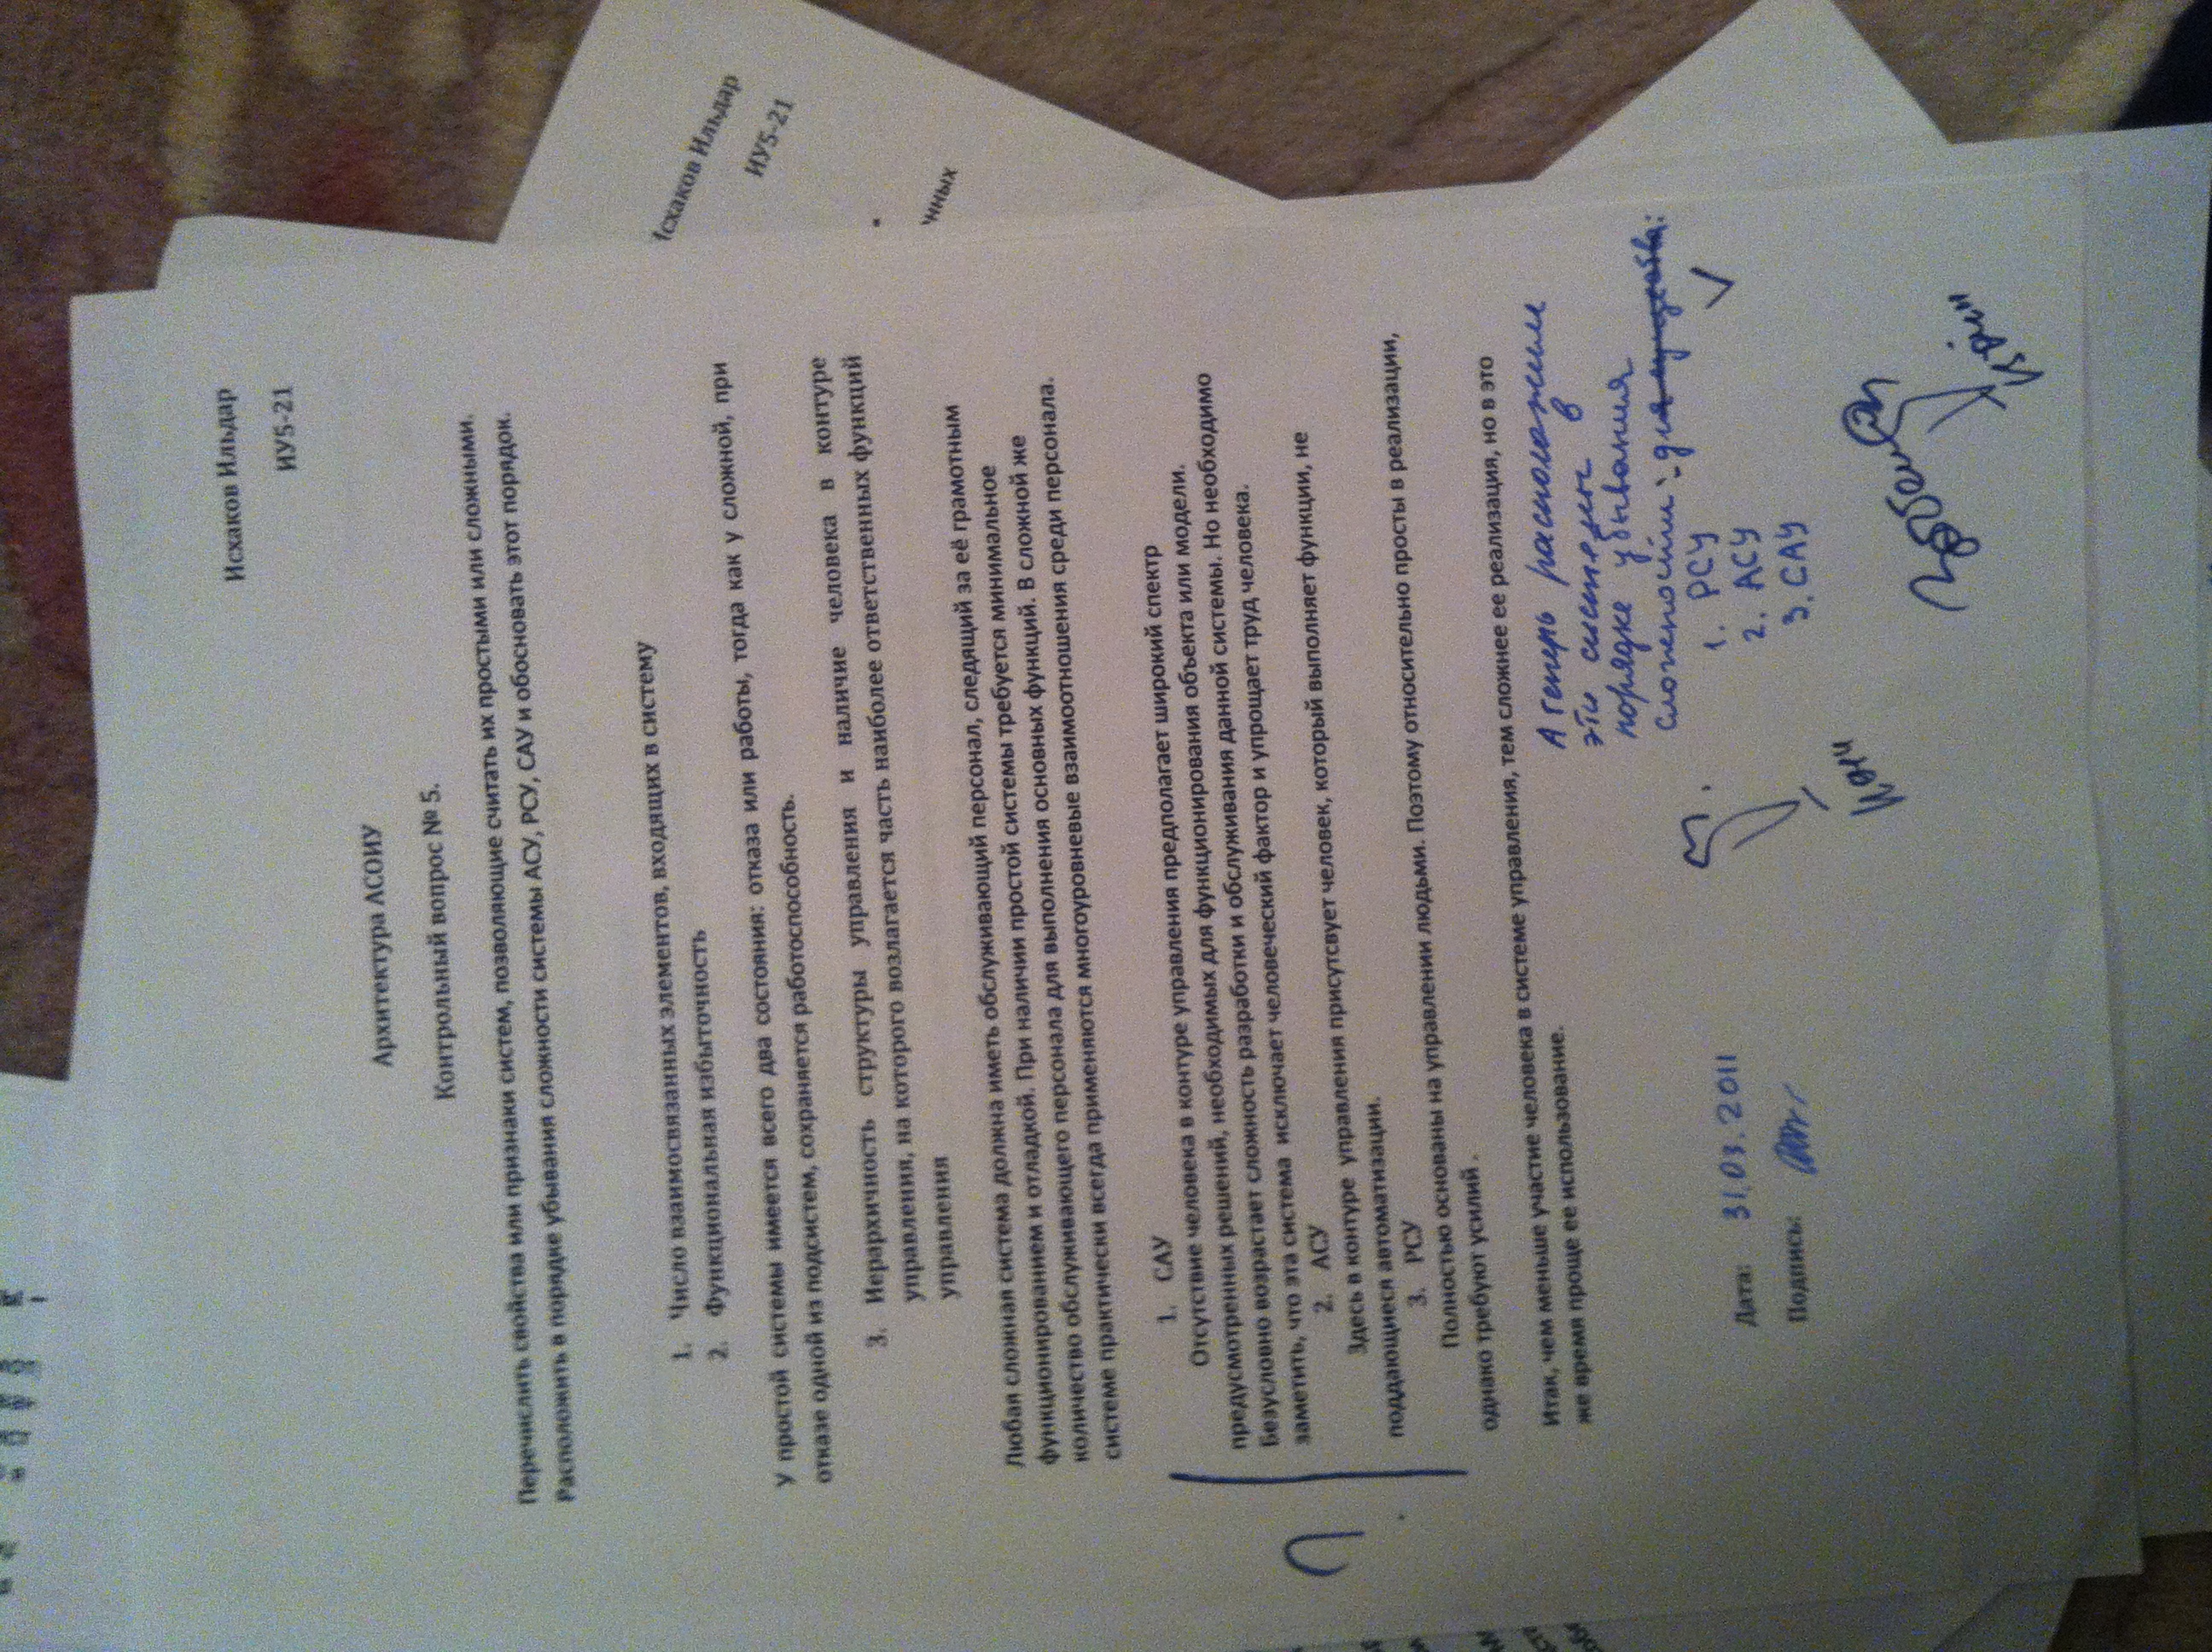 Исхаков Ильдар
ИУ5-21
Архитектура АСОИУ
Контрольный вопрос № 5.
Перечислить свойства или признаки систем, позволяющие считать их простыми или сложными.
Расположить в порядке убывания сложности системы АСУ, РСУ, САУ и обосновать этот порядок.
1. Число взаимосвязанных элементов, входящих в систему
2. Функциональная избыточность
У простой системы имеется всего два состояния: отказа или работы, тогда как у сложной, при
отказе одной из подсистем, сохраняется работоспособность.
3. Иерархичность структуры управления и наличие человека в контуре
управления, на которого возлагается часть наиболее ответственных функций
управления
Любая сложная система должна иметь обслуживающий персонал, следящий за её грамотным
функционированием и отладкой. При наличии простой системы требуется минимальное
количество обслуживающего персонала для выполнения основных функций. В сложной же
системе практически всегда применяются многоуровневые взаимоотношения среди персонала.
1. САУ
Отсутствие человека в контуре управления предполагает широкий спектр
предусмотренных решений, необходимых для функционирования объекта или модели.
Безусловно возрастает сложность разработки и обслуживания данной системы. Но необходимо
заметить, что эта система исключает человеческий фактор и упрощает труд человека.
?
2. АСУ
Здесь в контуре управления присутсвует человек, который выполняет функции, не
поддающиеся автоматизации.
3. РСУ
Полностью основаны на управлении людьми. Поэтому относительно просты в реализации,
однако требуют усилий .
Итак, чем меньше участие человека в системе управления, тем сложнее ее реализация, но в это
же время проще ее использование.
А теперь расположим
эти системы в
порядке убывания
сложности:
1. РСУ
2. АСУ
3. САУ
Дата: 31.03.2011
Подпись:
Исхаков Ильдар
ИУ5-21
нных